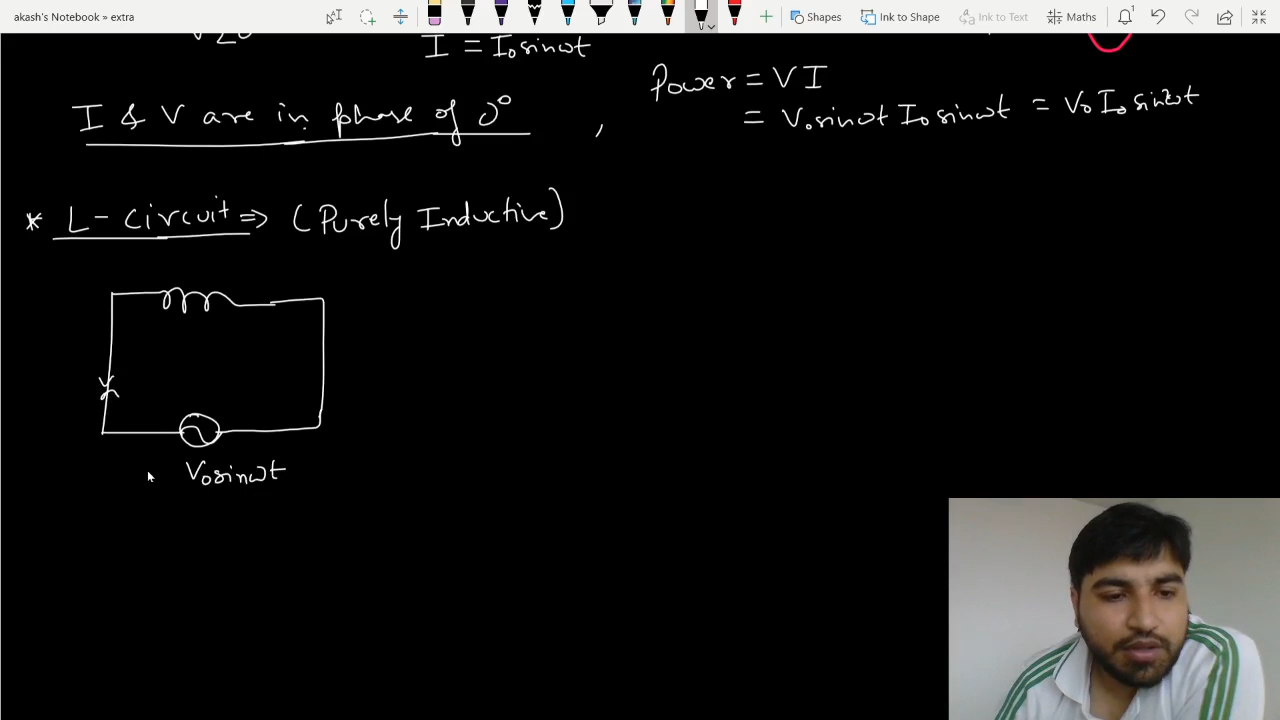 akash's Notebook » extra
Shapes
Ink to Shape
Ink to Text
Maths
I = I₀sinωt
Power = VI
I & V are in phase of 0°
,
= V₀sinωt I₀sinωt = V₀I₀sin²ωt
* L-Circuit ⇒ (Purely Inductive)
V₀sinωt